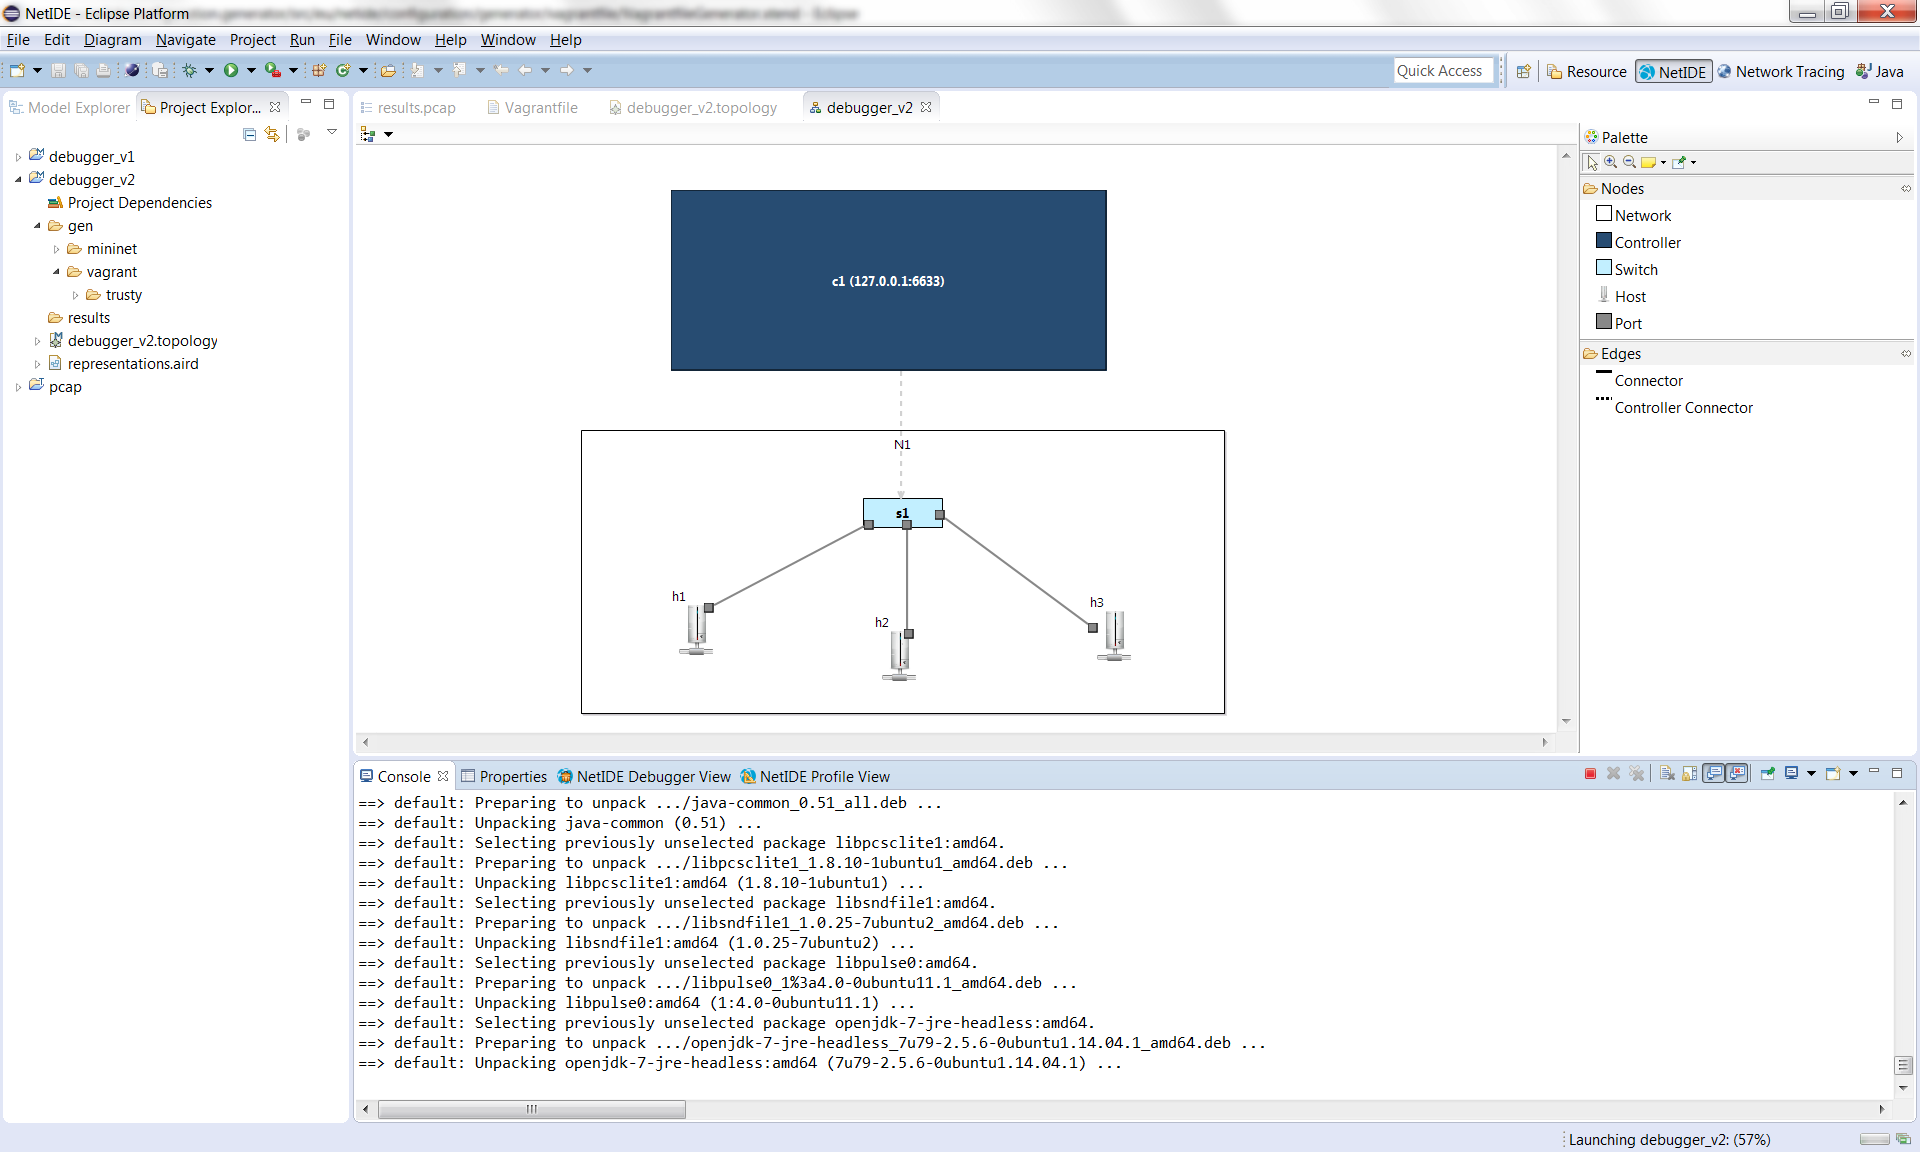 NetIDE - Eclipse Platform
File Edit Diagram Navigate Project Run File Window Help Window Help
Quick Access Resource NetIDE Network Tracing Java
Model Explorer Project Explor...
results.pcap Vagrantfile debugger_v2.topology debugger_v2
debugger_v1
debugger_v2
Project Dependencies
gen
mininet
vagrant
trusty
results
debugger_v2.topology
representations.aird
pcap
c1 (127.0.0.1:6633)
N1
s1
h1
h2
h3
Palette
Nodes
Network
Controller
Switch
Host
Port
Edges
Connector
Controller Connector
Console Properties NetIDE Debugger View NetIDE Profile View
==> default: Preparing to unpack .../java-common_0.51_all.deb ...
==> default: Unpacking java-common (0.51) ...
==> default: Selecting previously unselected package libpcsclite1:amd64.
==> default: Preparing to unpack .../libpcsclite1_1.8.10-1ubuntu1_amd64.deb ...
==> default: Unpacking libpcsclite1:amd64 (1.8.10-1ubuntu1) ...
==> default: Selecting previously unselected package libsndfile1:amd64.
==> default: Preparing to unpack .../libsndfile1_1.0.25-7ubuntu2_amd64.deb ...
==> default: Unpacking libsndfile1:amd64 (1.0.25-7ubuntu2) ...
==> default: Selecting previously unselected package libpulse0:amd64.
==> default: Preparing to unpack .../libpulse0_1%3a4.0-0ubuntu11.1_amd64.deb ...
==> default: Unpacking libpulse0:amd64 (1:4.0-0ubuntu11.1) ...
==> default: Selecting previously unselected package openjdk-7-jre-headless:amd64.
==> default: Preparing to unpack .../openjdk-7-jre-headless_7u79-2.5.6-0ubuntu1.14.04.1_amd64.deb ...
==> default: Unpacking openjdk-7-jre-headless:amd64 (7u79-2.5.6-0ubuntu1.14.04.1) ...
Launching debugger_v2: (57%)